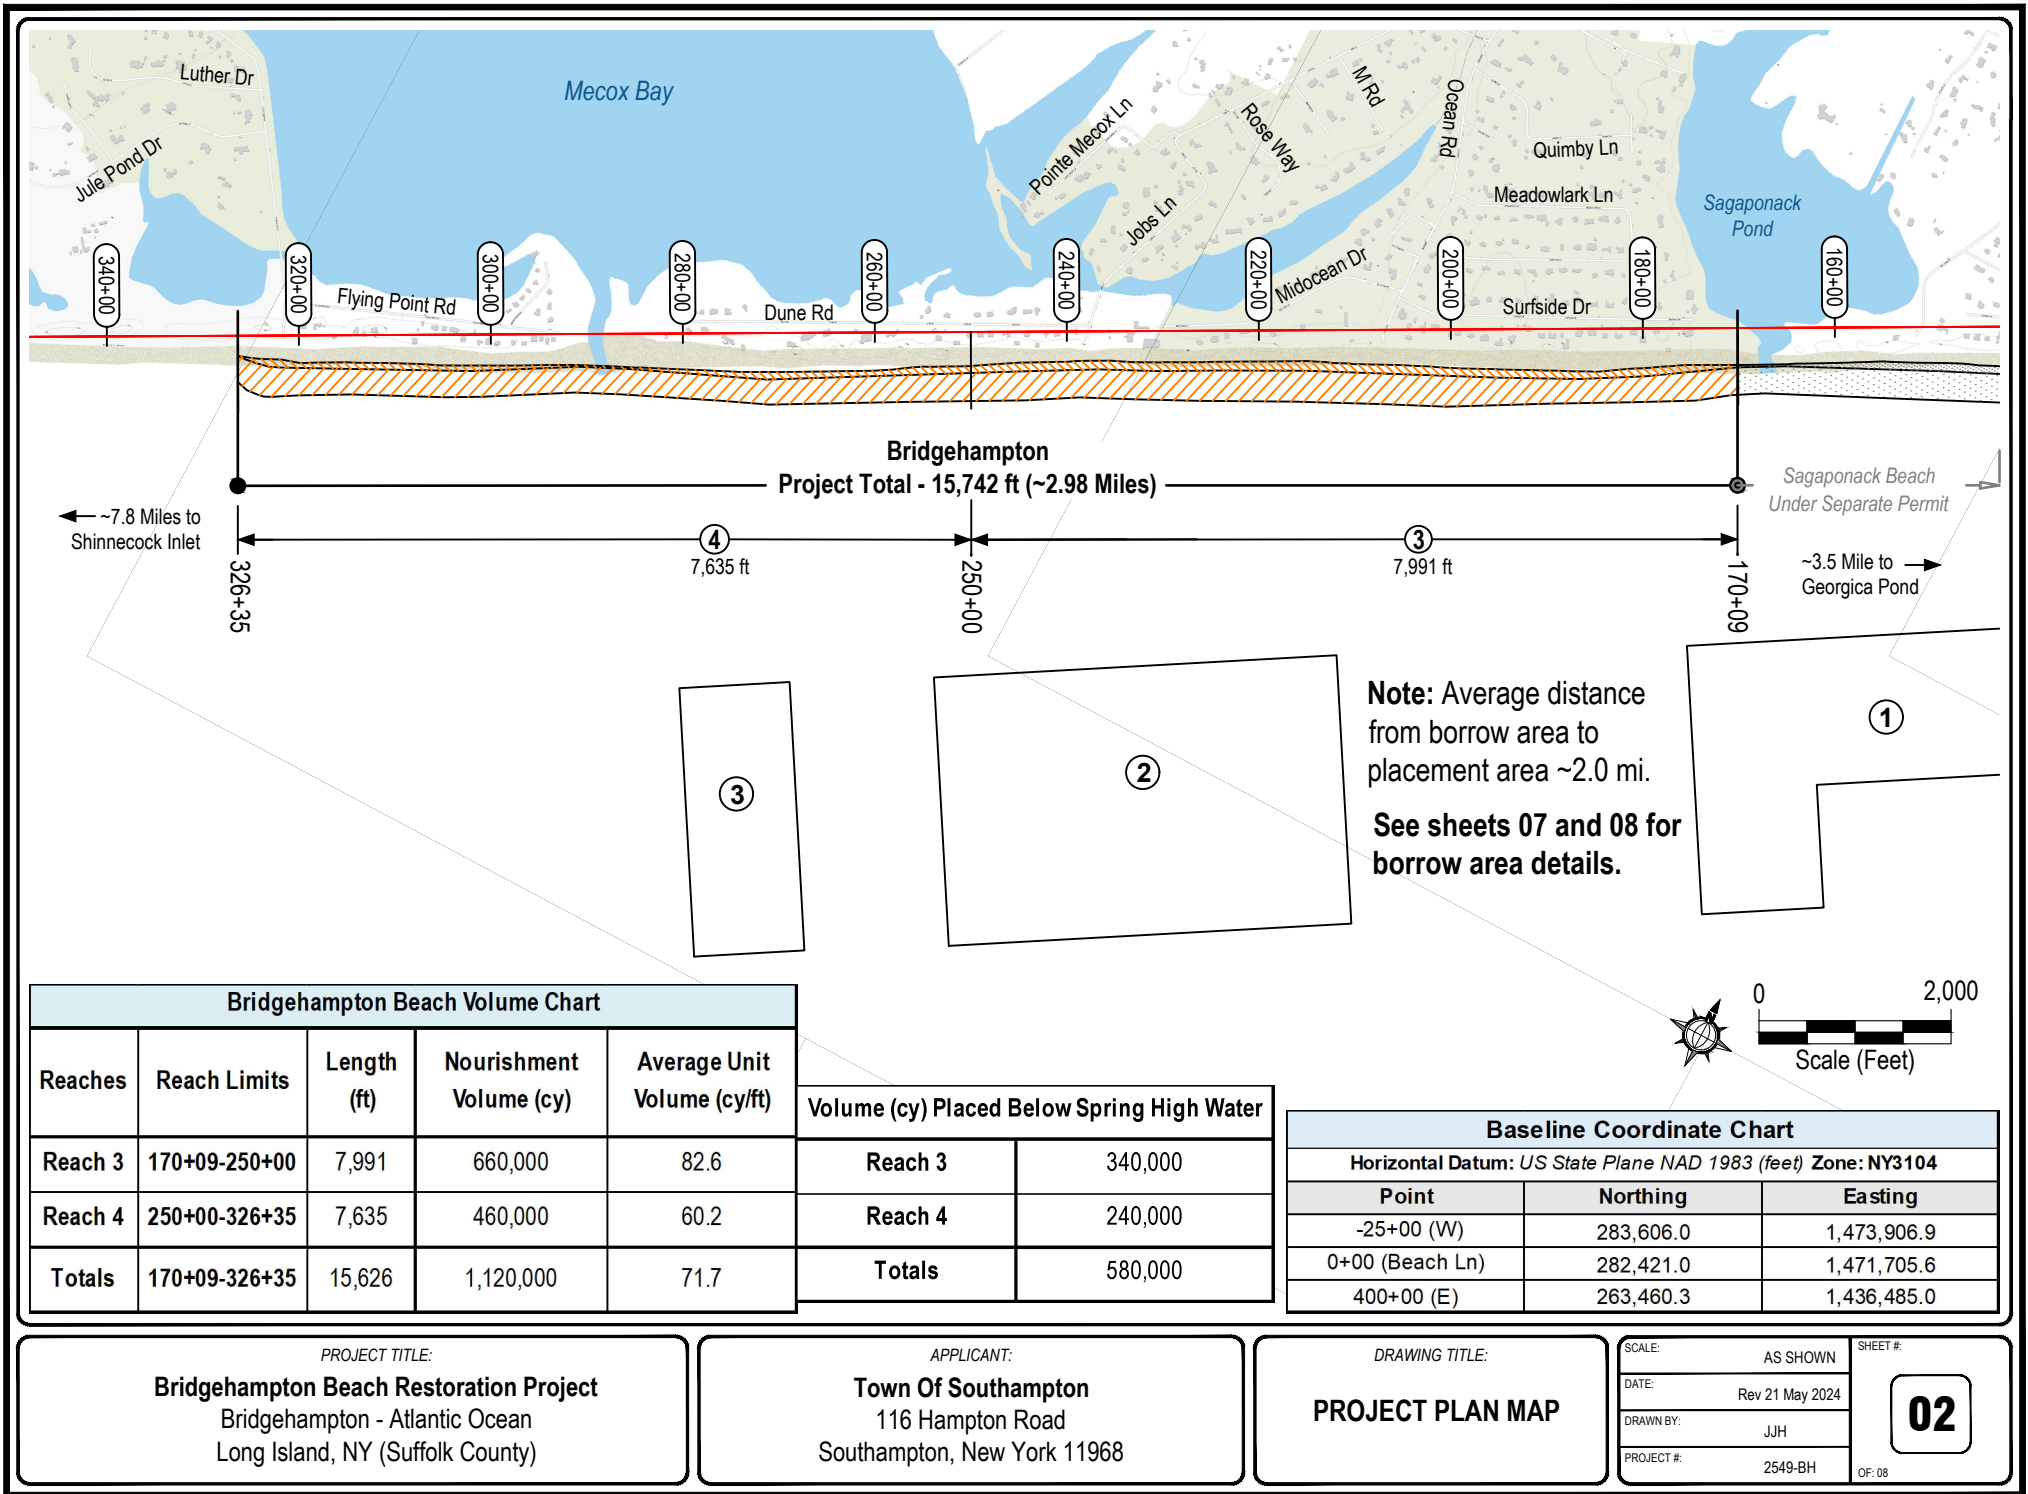 Luther Dr
Mecox Bay
Jule Pond Dr
Pointe Mecox Ln
Jobs Ln
Rose Way
M Rd
Ocean Rd
Quimby Ln
Meadowlark Ln
Sagaponack
Pond
Midocean Dr
Surfside Dr
Flying Point Rd
Dune Rd
340+00
320+00
300+00
280+00
260+00
240+00
220+00
200+00
180+00
160+00
Bridgehampton
Project Total - 15,742 ft (~2.98 Miles)
Sagaponack Beach
Under Separate Permit
~7.8 Miles to
Shinnecock Inlet
4
7,635 ft
3
7,991 ft
~3.5 Mile to
Georgica Pond
326+35
250+00
170+09
3
2
1
Note: Average distance
from borrow area to
placement area ~2.0 mi.
See sheets 07 and 08 for
borrow area details.
N
0 2,000
Scale (Feet)
Bridgehampton Beach Volume Chart
Reaches Reach Limits Length (ft) Nourishment Volume (cy) Average Unit Volume (cy/ft)
Reach 3 170+09-250+00 7,991 660,000 82.6
Reach 4 250+00-326+35 7,635 460,000 60.2
Totals 170+09-326+35 15,626 1,120,000 71.7
Volume (cy) Placed Below Spring High Water
Reach 3 340,000
Reach 4 240,000
Totals 580,000
Baseline Coordinate Chart
Horizontal Datum: US State Plane NAD 1983 (feet) Zone: NY3104
Point Northing Easting
-25+00 (W) 283,606.0 1,473,906.9
0+00 (Beach Ln) 282,421.0 1,471,705.6
400+00 (E) 263,460.3 1,436,485.0
PROJECT TITLE:
Bridgehampton Beach Restoration Project
Bridgehampton - Atlantic Ocean
Long Island, NY (Suffolk County)
APPLICANT:
Town Of Southampton
116 Hampton Road
Southampton, New York 11968
DRAWING TITLE:
PROJECT PLAN MAP
SCALE: AS SHOWN
DATE: Rev 21 May 2024
DRAWN BY: JJH
PROJECT #: 2549-BH
SHEET #:
02
OF: 08